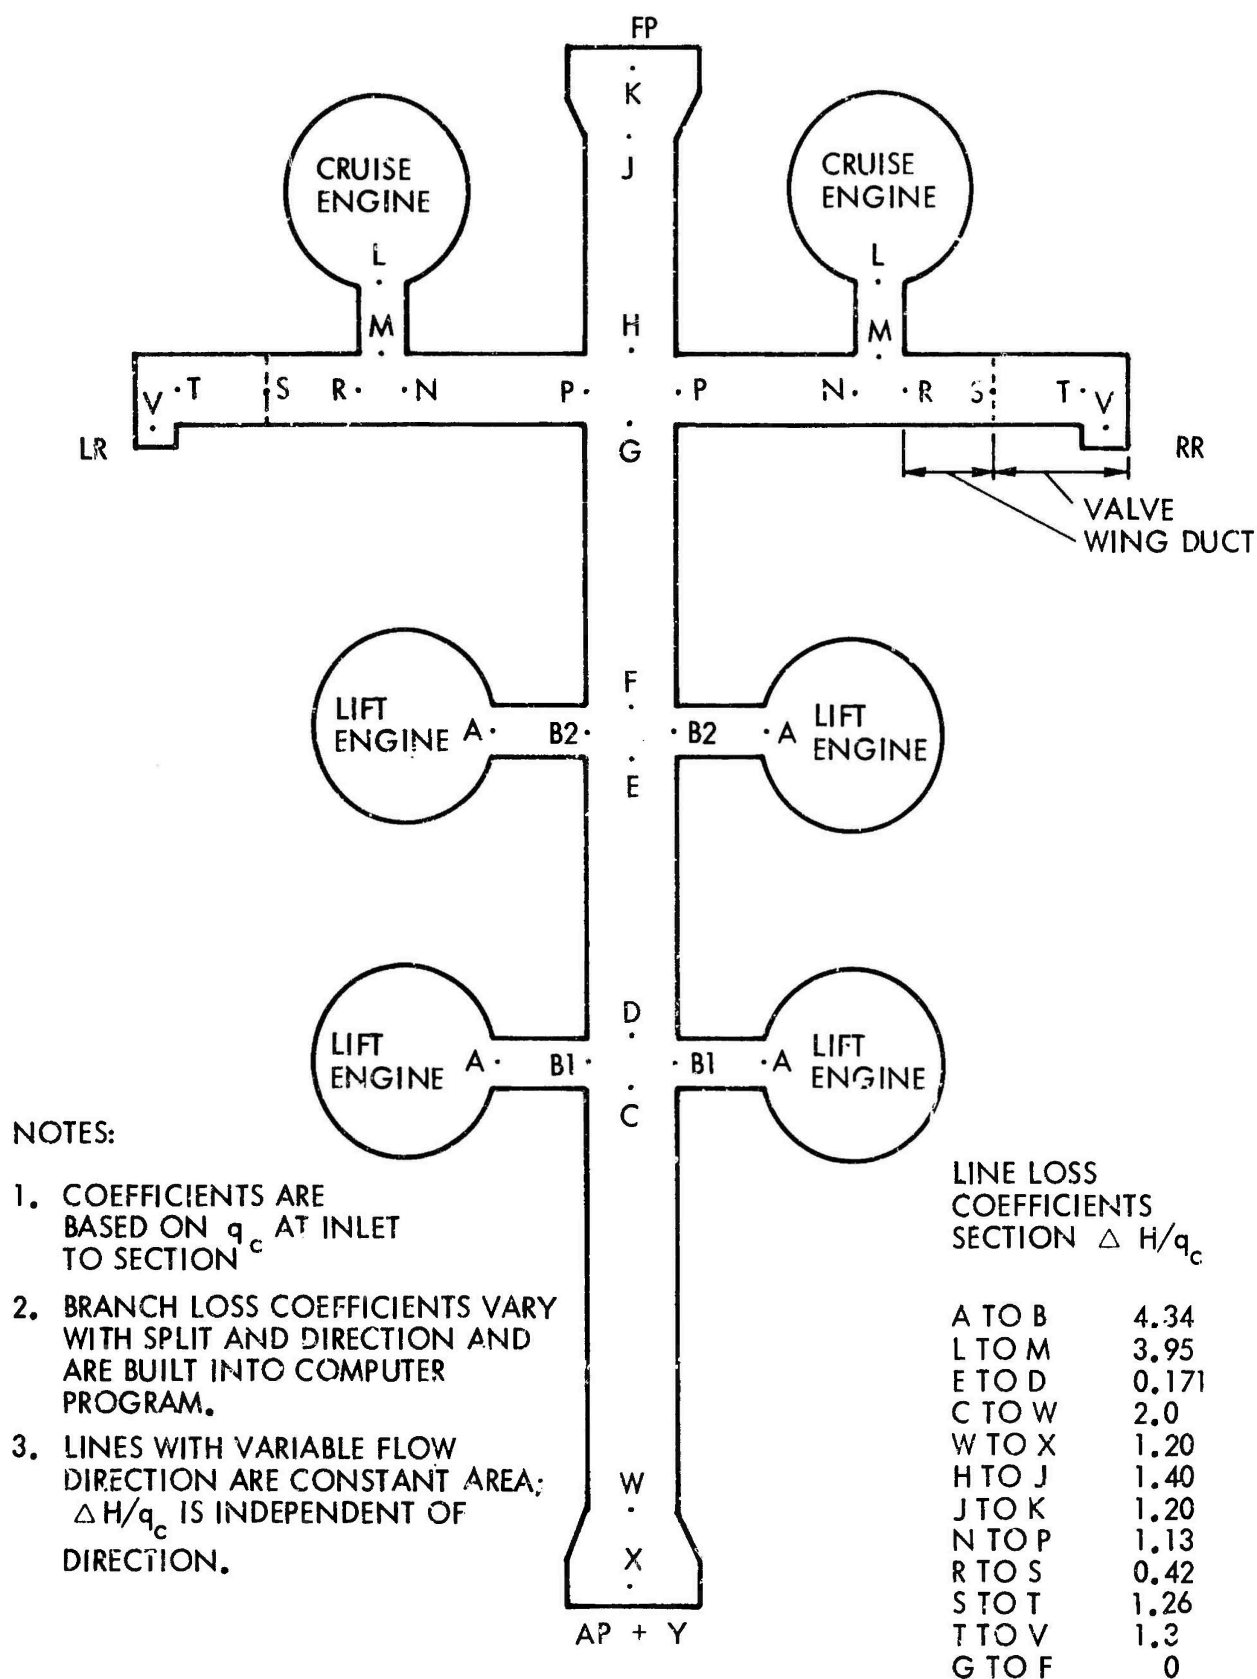 FP
K
J
CRUISE
ENGINE
L
M
CRUISE
ENGINE
L
M
H
V T S R N P P N R S T V
G
LR
RR
VALVE
WING DUCT
F
LIFT
ENGINE
A B2 B2 A
LIFT
ENGINE
E
D
LIFT
ENGINE
A B1 B1 A
LIFT
ENGINE
C
W
X
AP + Y
NOTES:
1. COEFFICIENTS ARE
BASED ON qc AT INLET
TO SECTION
2. BRANCH LOSS COEFFICIENTS VARY
WITH SPLIT AND DIRECTION AND
ARE BUILT INTO COMPUTER
PROGRAM.
3. LINES WITH VARIABLE FLOW
DIRECTION ARE CONSTANT AREA;
△ H/qc IS INDEPENDENT OF
DIRECTION.
LINE LOSS
COEFFICIENTS
SECTION △ H/qc
A TO B 4.34
L TO M 3.95
E TO D 0.171
C TO W 2.0
W TO X 1.20
H TO J 1.40
J TO K 1.20
N TO P 1.13
R TO S 0.42
S TO T 1.26
T TO V
G TO F 0